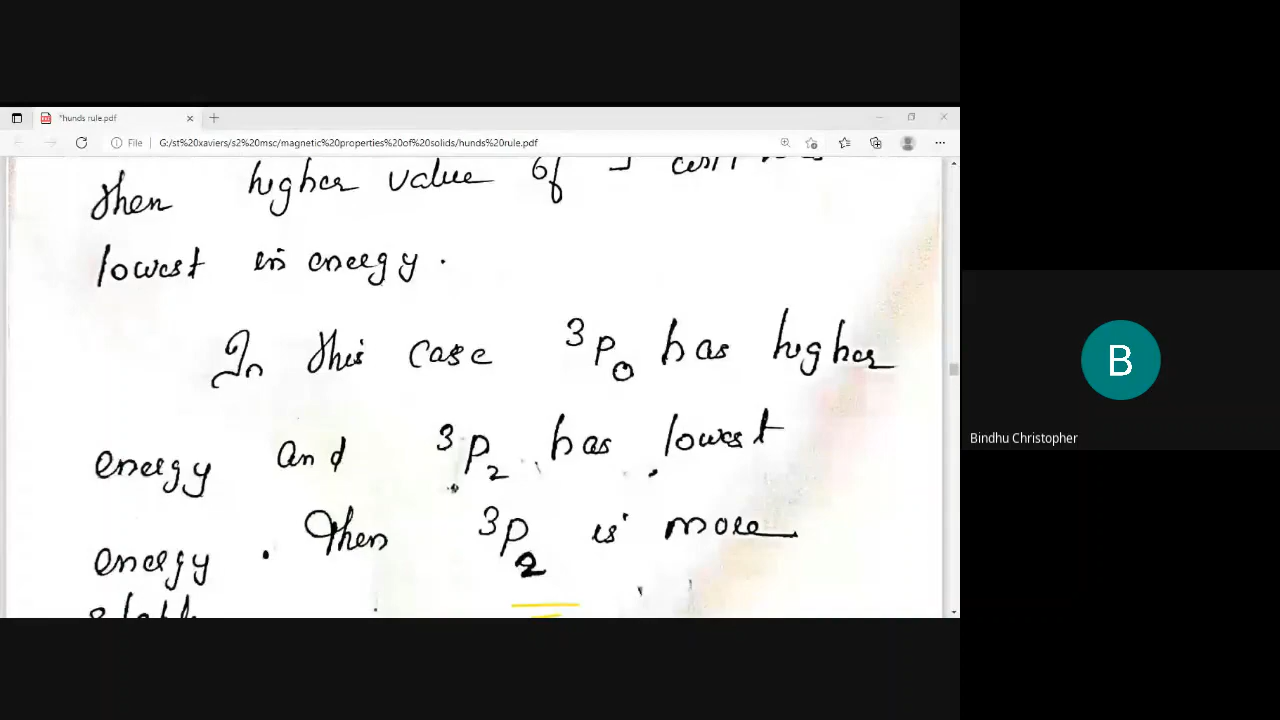 *hunds rule.pdf
File G:/st%20xaviers/s2%20msc/magnetic%20properties%20of%20solids/hunds%20rule.pdf
then higher value of J will
lowest in energy.
In this case ³P₀ has higher
energy and ³P₂ has lowest
energy. Then ³P₂ is more
B
Bindhu Christopher